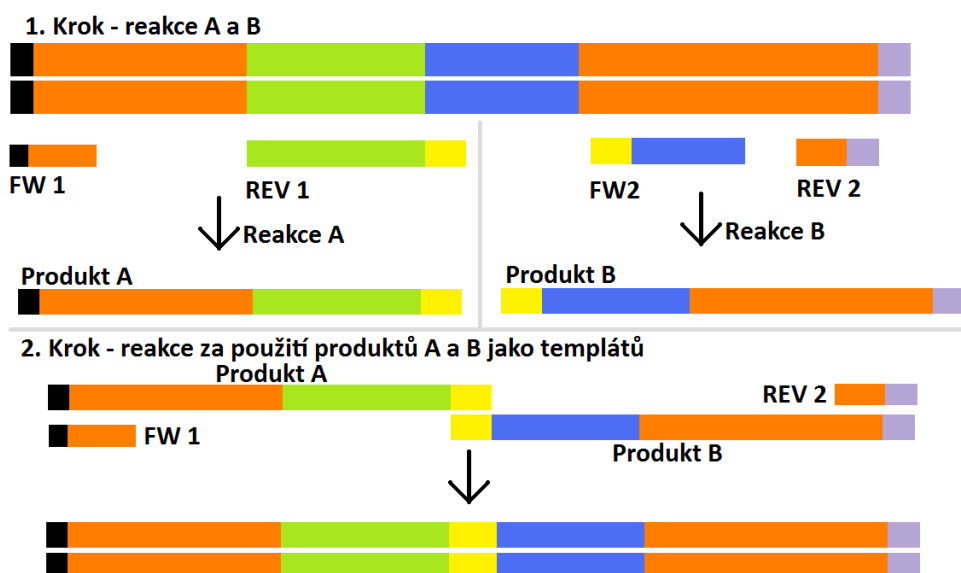 1. Krok - reakce A a B
FW 1
REV 1
FW2
REV 2
Reakce A
Reakce B
Produkt A
Produkt B
2. Krok - reakce za použití produktů A a B jako templátů
Produkt A
REV 2
FW 1
Produkt B